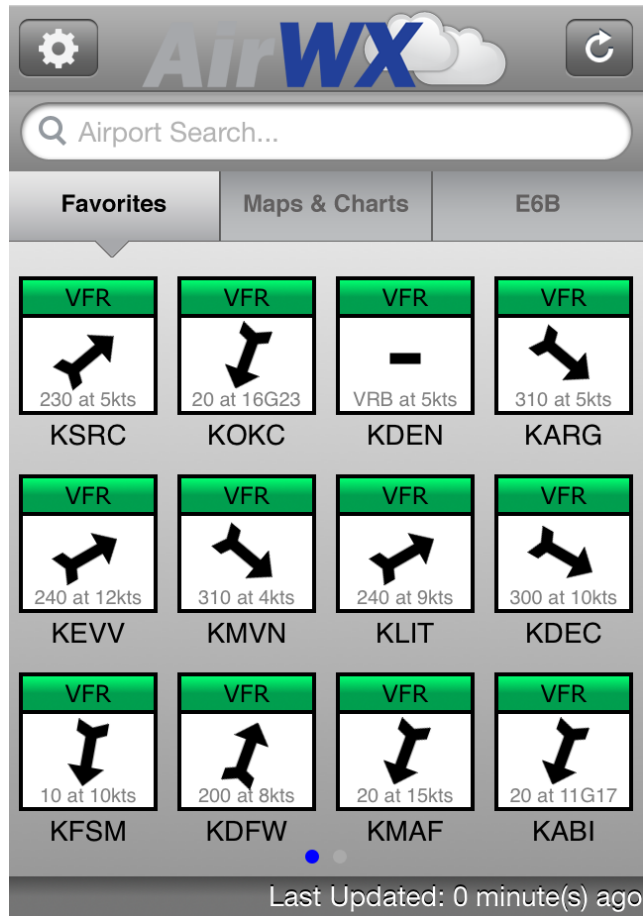 AirWX
Airport Search...
Favorites Maps & Charts E6B
VFR VFR VFR VFR
230 at 5kts 20 at 16G23 VRB at 5kts 310 at 5kts
KSRC KOKC KDEN KARG
VFR VFR VFR VFR
240 at 12kts 310 at 4kts 240 at 9kts 300 at 10kts
KEVV KMVN KLIT KDEC
VFR VFR VFR VFR
10 at 10kts 200 at 8kts 20 at 15kts 20 at 11G17
KFSM KDFW KMAF KABI
Last Updated: 0 minute(s) ago